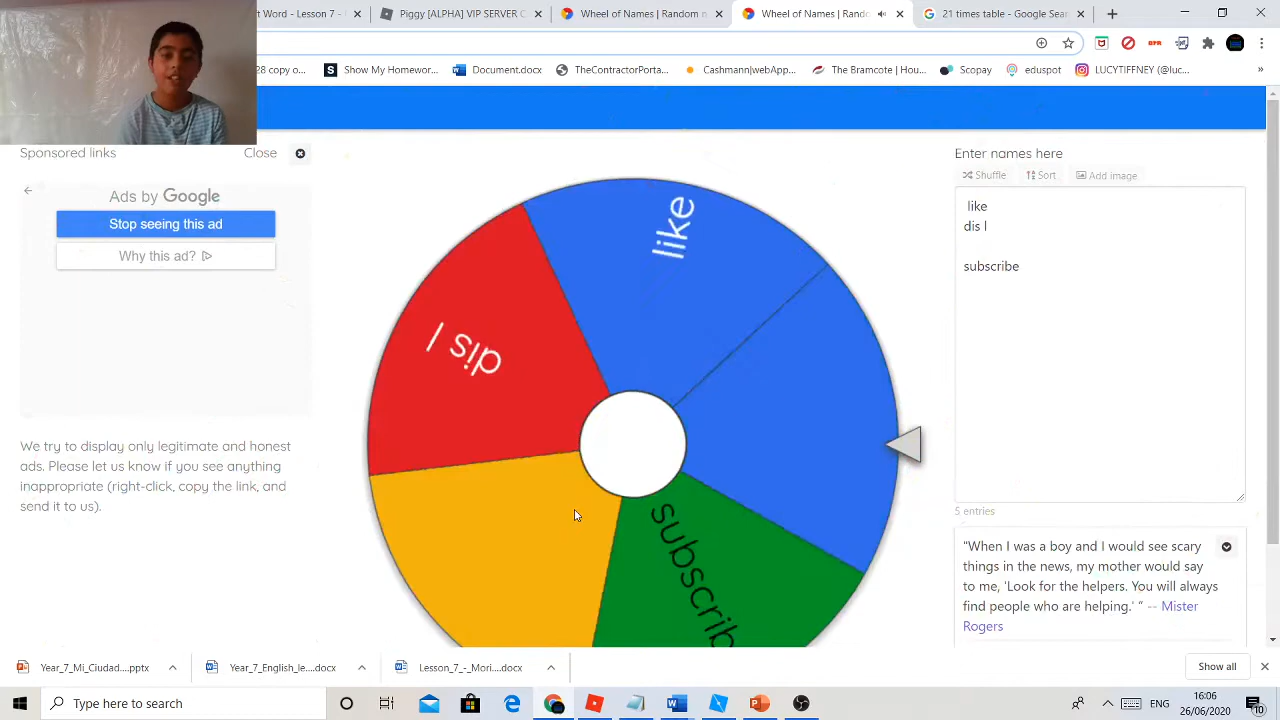 t Word - Lesson 7 -
Piggy [ALPHA] VIP SERVER C
Wheel of Names | Random n
Wheel of Names | Rando
21 times table - Google Sear
28 copy o...
Show My Homewor...
Document.docx
TheContractorPorta...
Cashmann|webApp...
The Bramcote | Hou...
Scopay
eduspot
LUCYTIFFNEY (@luc...
Sponsored links
Close
Ads by Google
Stop seeing this ad
Why this ad?
We try to display only legitimate and honest
ads. Please let us know if you see anything
inappropriate (right-click, copy the link, and
send it to us).
like
dis l
subscrib
Enter names here
Shuffle
Sort
Add image
like
dis l
subscribe
5 entries
“When I was a boy and I would see scary
things in the news, my mother would say
to me, ‘Look for the helpers. You will always
find people who are helping.’ “ -- Mister
Rogers
Year_7_Mi_Ciudad....pptx
Year_7_English_le....docx
Lesson_7_-_Mori....docx
Show all
Type here to search
ENG
16:06
26/06/2020
10